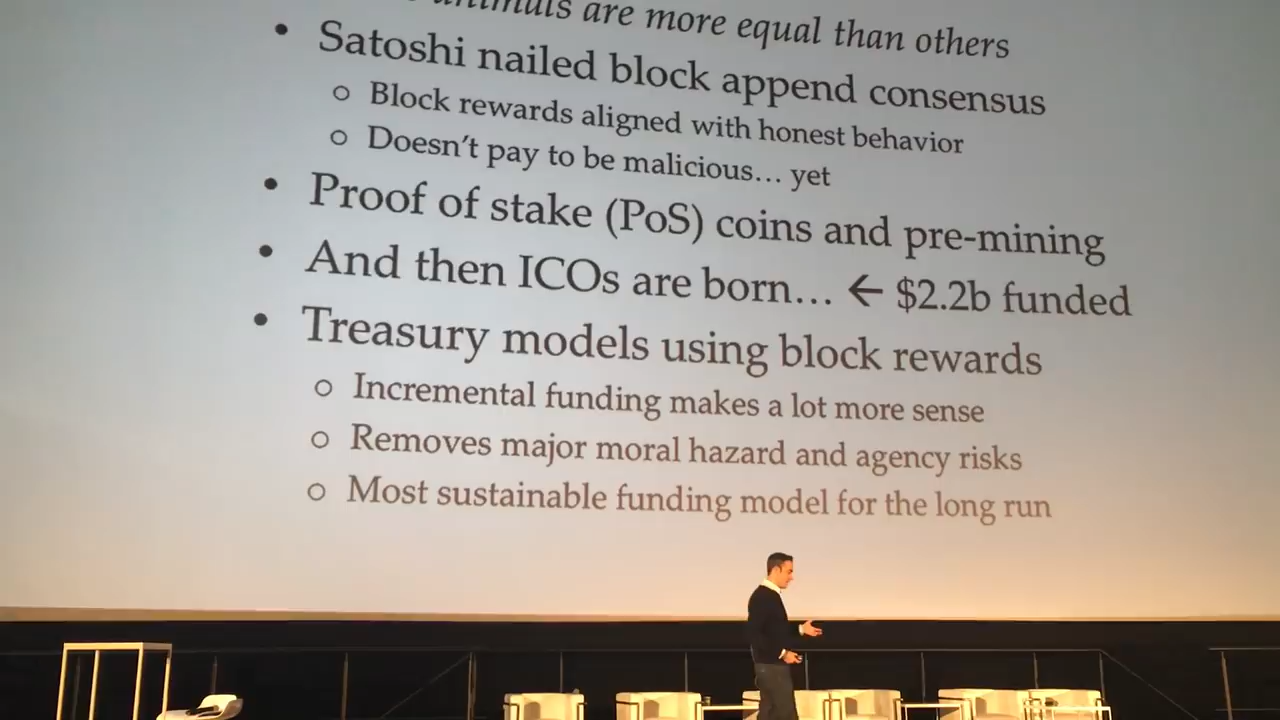 animals are more equal than others
• Satoshi nailed block append consensus
○ Block rewards aligned with honest behavior
○ Doesn't pay to be malicious... yet
• Proof of stake (PoS) coins and pre-mining
• And then ICOs are born... ← $2.2b funded
• Treasury models using block rewards
○ Incremental funding makes a lot more sense
○ Removes major moral hazard and agency risks
○ Most sustainable funding model for the long run